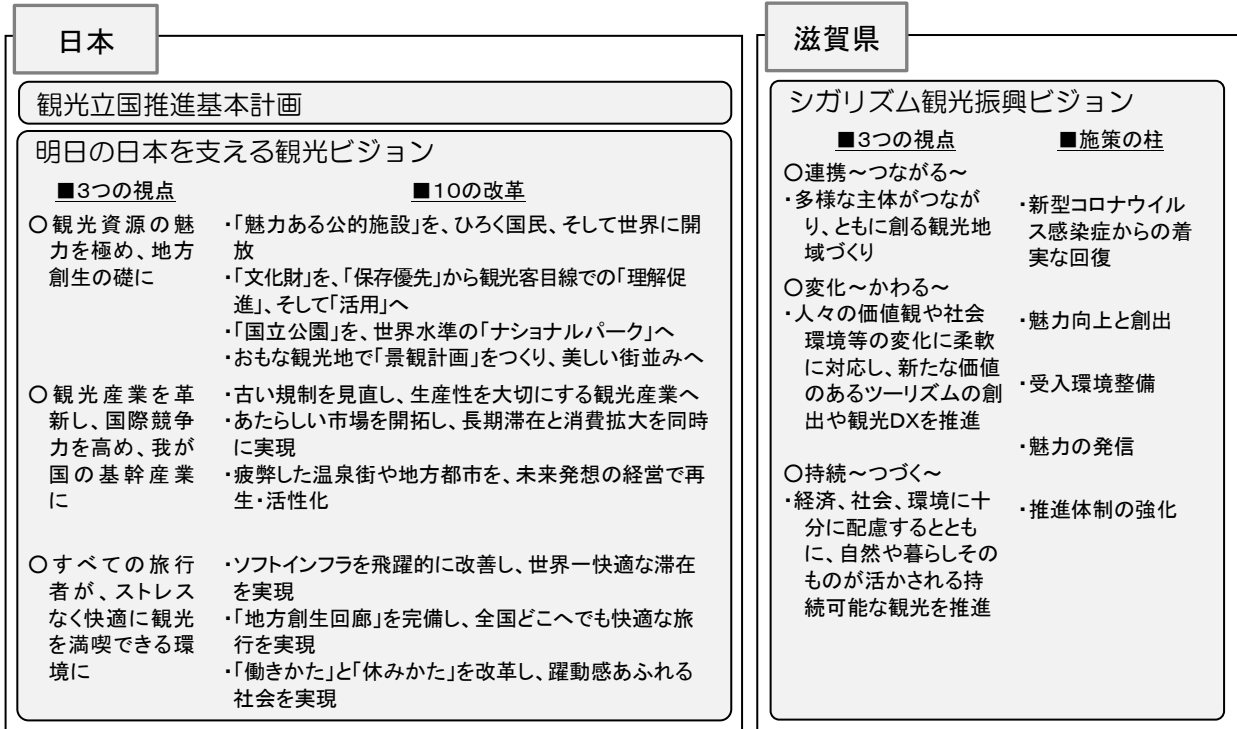 日本
観光立国推進基本計画
明日の日本を支える観光ビジョン
■3つの視点
〇観光資源の魅
力を極め、地方
創生の礎に
〇観光産業を革
新し、国際競争
力を高め、我が
国の基幹産業
に
〇すべての旅行
者が、ストレス
なく快適に観光
を満喫できる環
境に
■10の改革
・「魅力ある公的施設」を、ひろく国民、そして世界に開
放
・「文化財」を、「保存優先」から観光客目線での「理解促
進」、そして「活用」へ
・「国立公園」を、世界水準の「ナショナルパーク」へ
・おもな観光地で「景観計画」をつくり、美しい街並みへ
・古い規制を見直し、生産性を大切にする観光産業へ
・あたらしい市場を開拓し、長期滞在と消費拡大を同時
に実現
・疲弊した温泉街や地方都市を、未来発想の経営で再
生・活性化
・ソフトインフラを飛躍的に改善し、世界一快適な滞在
を実現
・「地方創生回廊」を完備し、全国どこへでも快適な旅
行を実現
・「働きかた」と「休みかた」を改革し、躍動感あふれる
社会を実現
滋賀県
シガリズム観光振興ビジョン
■3つの視点
〇連携～つながる～
・多様な主体がつなが
り、ともに創る観光地
域づくり
〇変化～かわる～
・人々の価値観や社会
環境等の変化に柔軟
に対応し、新たな価値
のあるツーリズムの創
出や観光DXを推進
〇持続～つづく～
・経済、社会、環境に十
分に配慮するととも
に、自然や暮らしその
ものが活かされる持
続可能な観光を推進
■施策の柱
・新型コロナウイル
ス感染症からの着
実な回復
・魅力向上と創出
・受入環境整備
・魅力の発信
・推進体制の強化